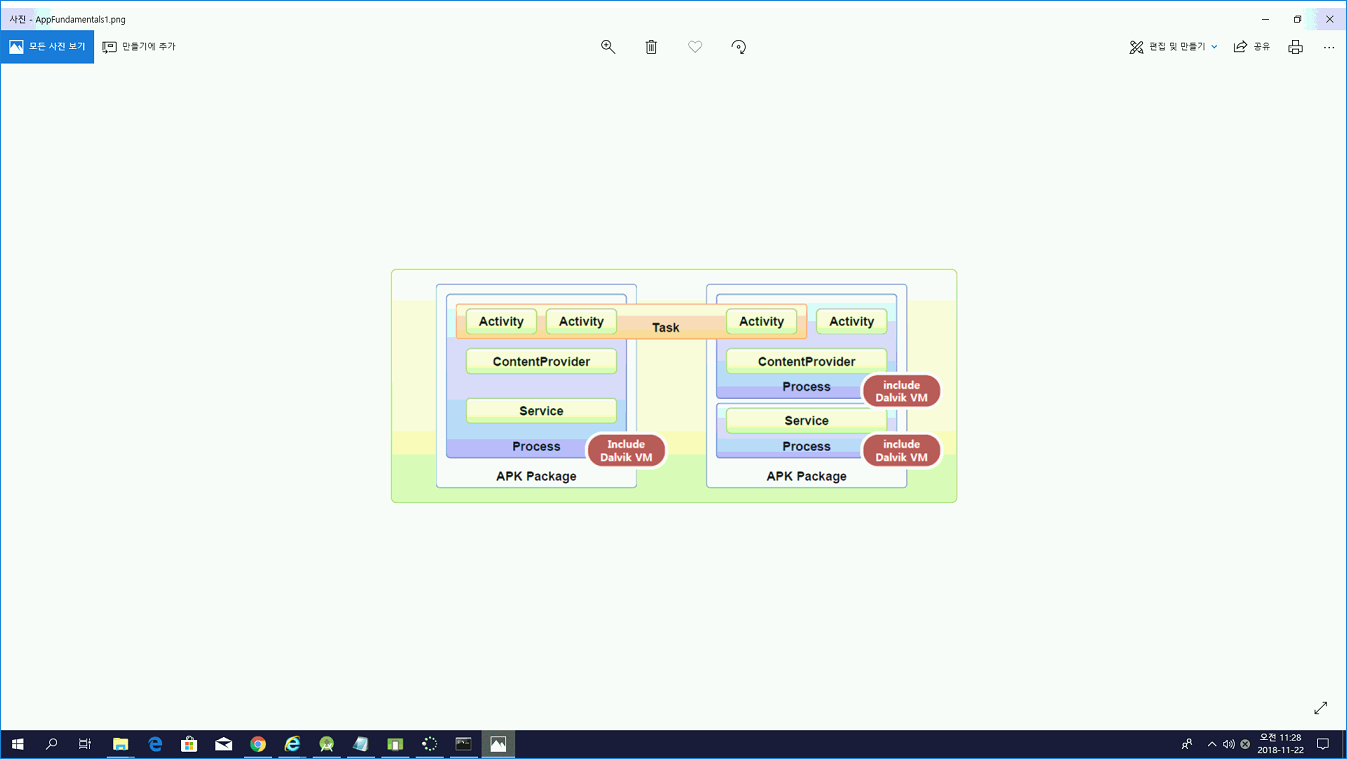 사진 - AppFundamentals1.png
모든 사진 보기
만들기에 추가
편집 및 만들기
공유
Activity
Activity
Task
Activity
Activity
ContentProvider
Service
Process
Include
Dalvik VM
APK Package
ContentProvider
Process
include
Dalvik VM
Service
Process
include
Dalvik VM
APK Package
오전 11:28
2018-11-22